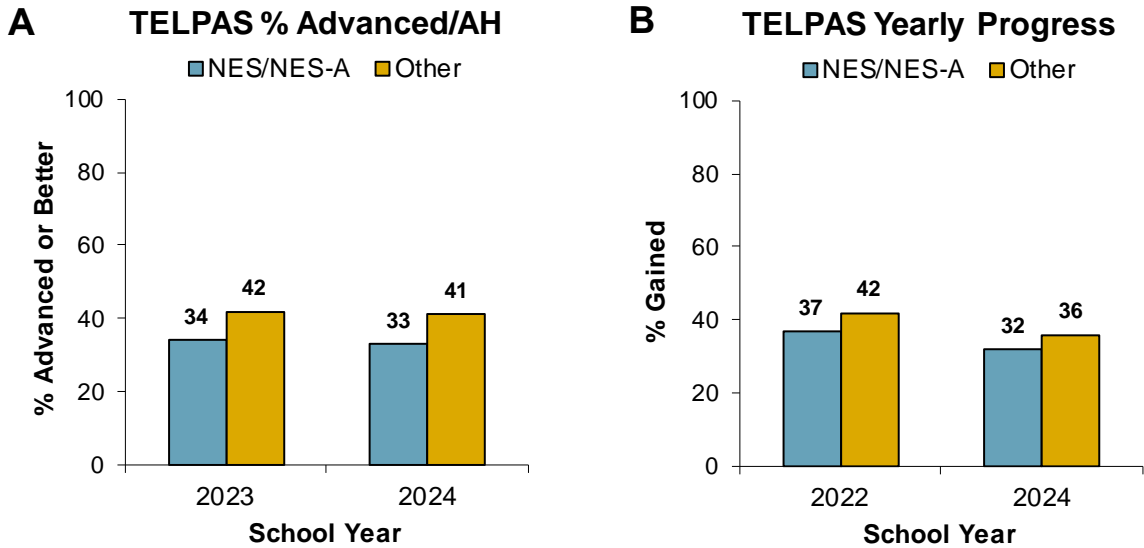 A
TELPAS % Advanced/AH
NES/NES-A Other
% Advanced or Better
100
80
60
40
20
0
34
42
33
41
2023
2024
School Year
B
TELPAS Yearly Progress
NES/NES-A Other
% Gained
100
80
60
40
20
0
37
42
32
36
2022
2024
School Year